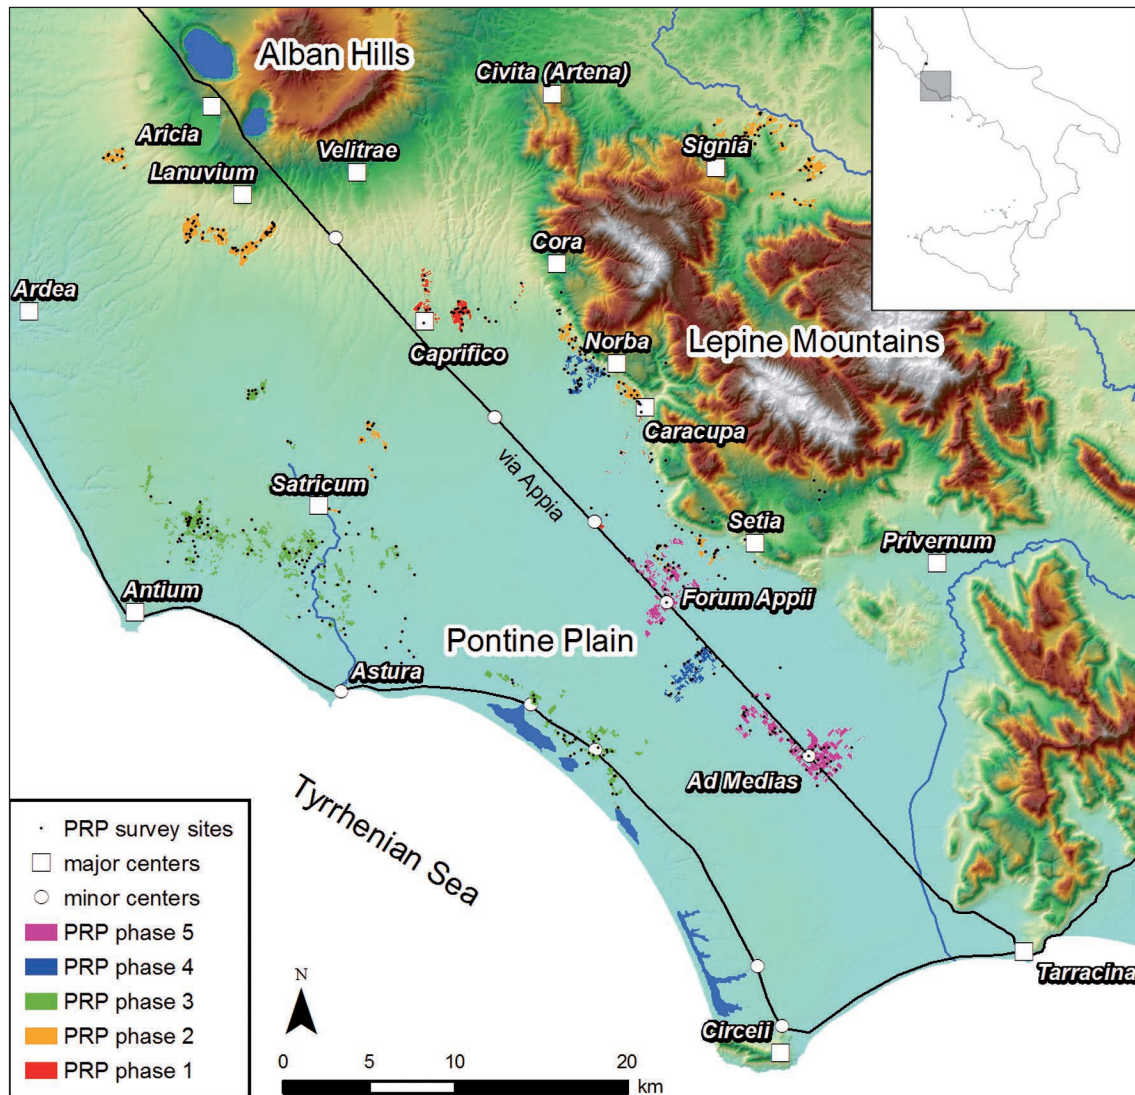 Alban Hills
Civita (Artena)
Aricia
Velitrae
Signia
Lanuvium
Cora
Ardea
Caprifico
Norba
Lepine Mountains
Caracupa
via Appia
Satricum
Setia
Privernum
Antium
Forum Appii
Pontine Plain
Astura
Ad Medias
Tyrrhenian Sea
Circeii
Tarracina
PRP survey sites
major centers
minor centers
PRP phase 5
PRP phase 4
PRP phase 3
PRP phase 2
PRP phase 1
N
0 5 10 20
km